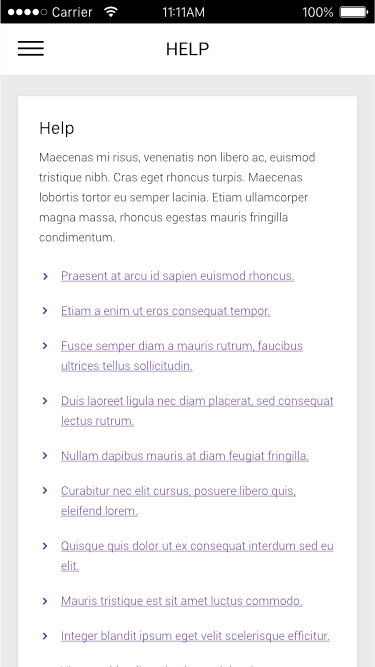 Carrier 11:11AM 100%
HELP
Help
Maecenas mi risus, venenatis non libero ac, euismod
tristique nibh. Cras eget rhoncus turpis. Maecenas
lobortis tortor eu semper lacinia. Etiam ullamcorper
magna massa, rhoncus egestas mauris fringilla
condimentum.
Praesent at arcu id sapien euismod rhoncus.
Etiam a enim ut eros consequat tempor.
Fusce semper diam a mauris rutrum, faucibus
ultrices tellus sollicitudin.
Duis laoreet ligula nec diam placerat, sed consequat
lectus rutrum.
Nullam dapibus mauris at diam feugiat fringilla.
Curabitur nec elit cursus, posuere libero quis,
eleifend lorem.
Quisque quis dolor ut ex consequat interdum sed eu
elit.
Mauris tristique est sit amet luctus commodo.
Integer blandit ipsum eget velit scelerisque efficitur.